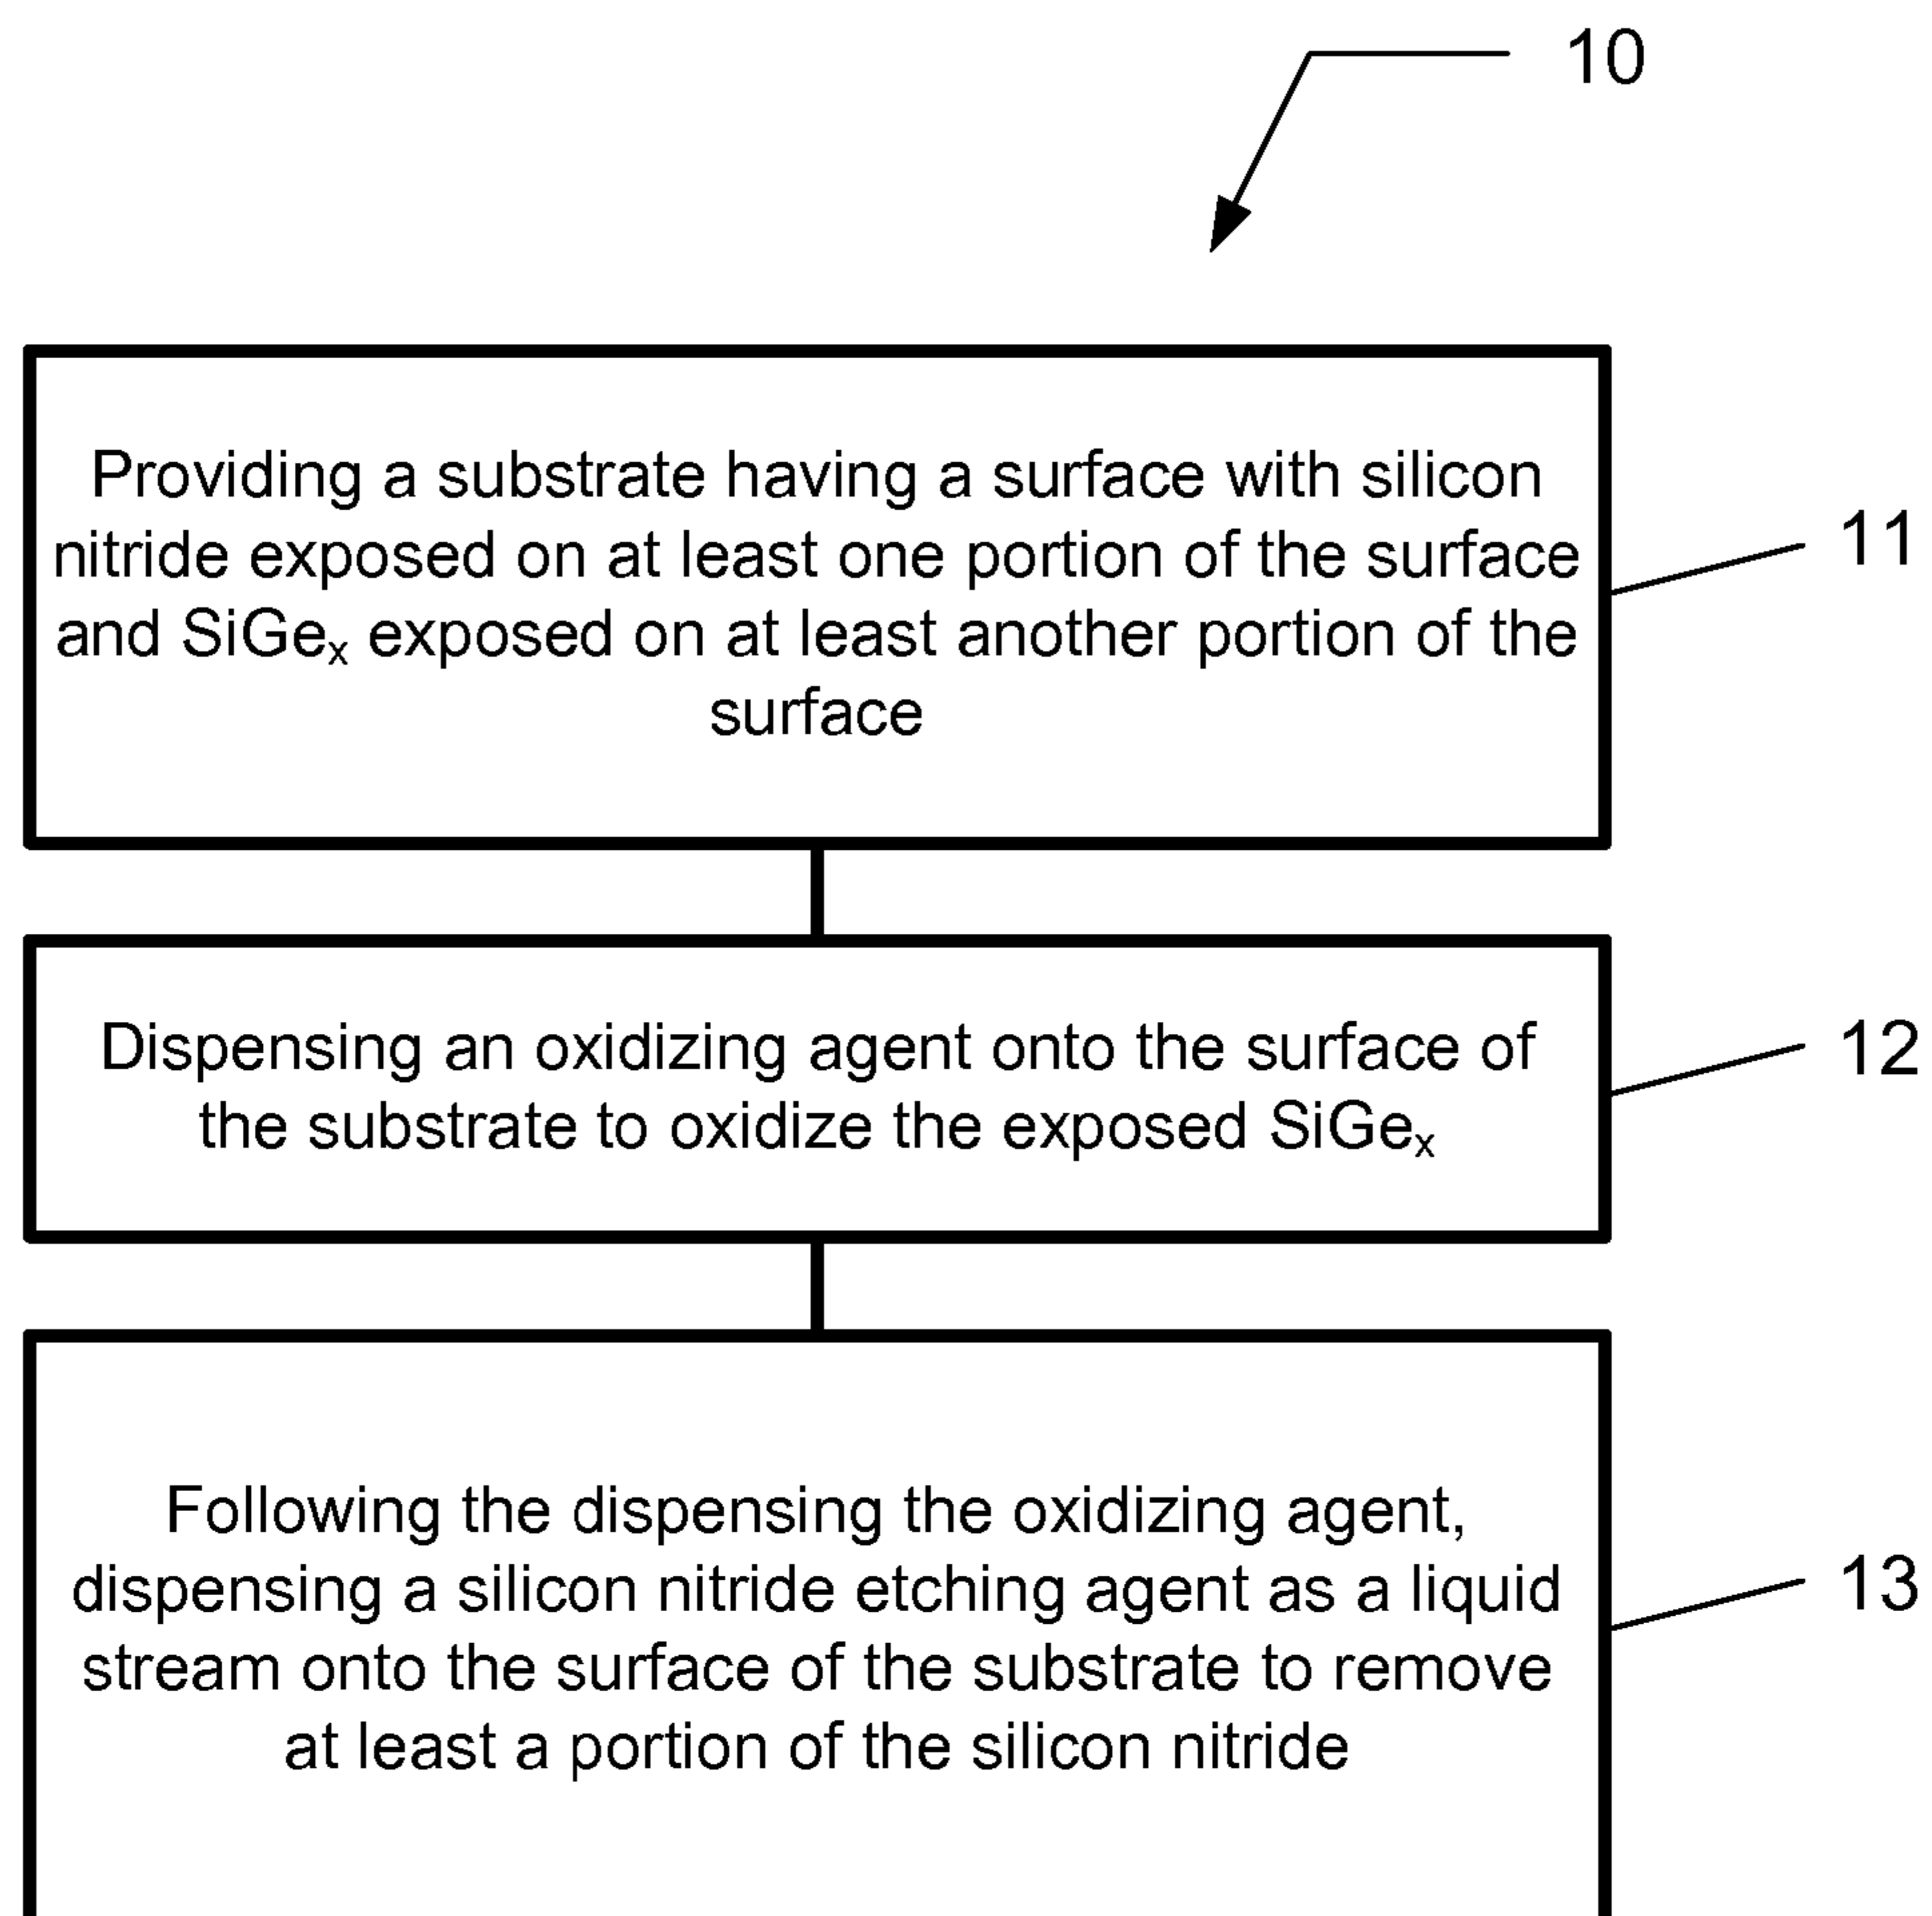 10
Providing a substrate having a surface with silicon
nitride exposed on at least one portion of the surface
and SiGeₓ exposed on at least another portion of the
surface
11
Dispensing an oxidizing agent onto the surface of
the substrate to oxidize the exposed SiGeₓ
12
Following the dispensing the oxidizing agent,
dispensing a silicon nitride etching agent as a liquid
stream onto the surface of the substrate to remove
at least a portion of the silicon nitride
13